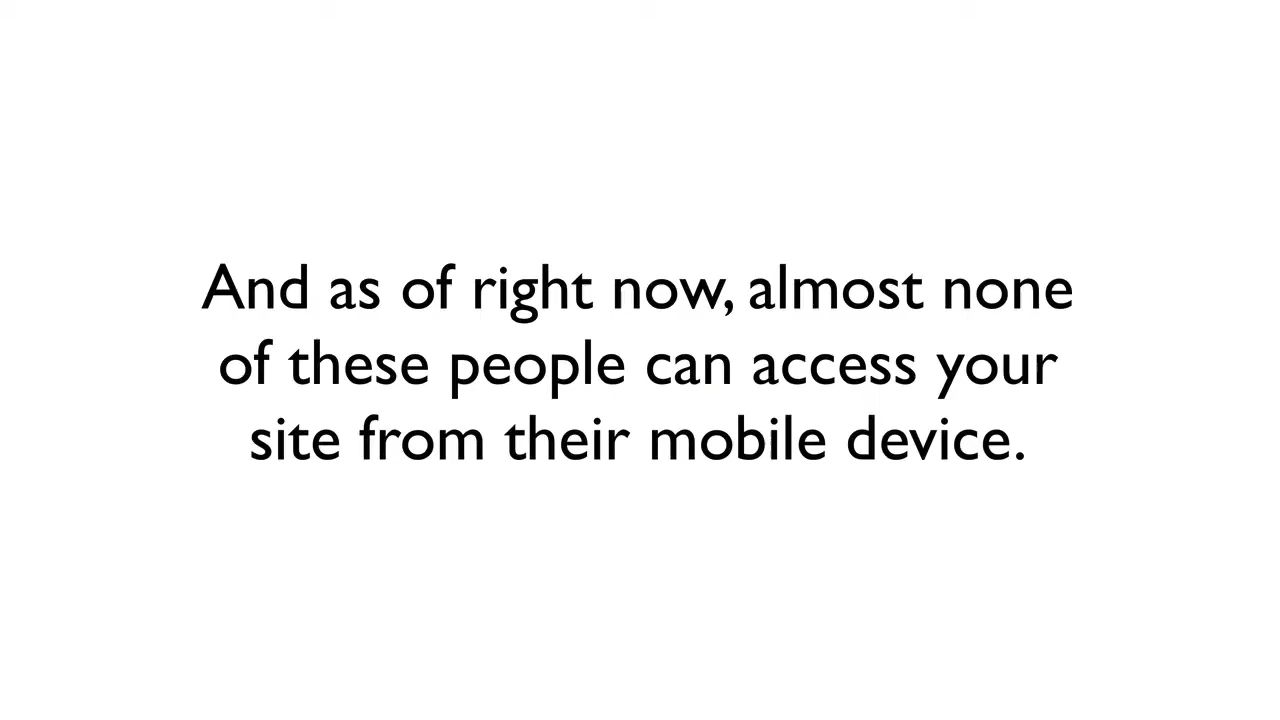 And as of right now, almost none
of these people can access your
site from their mobile device.